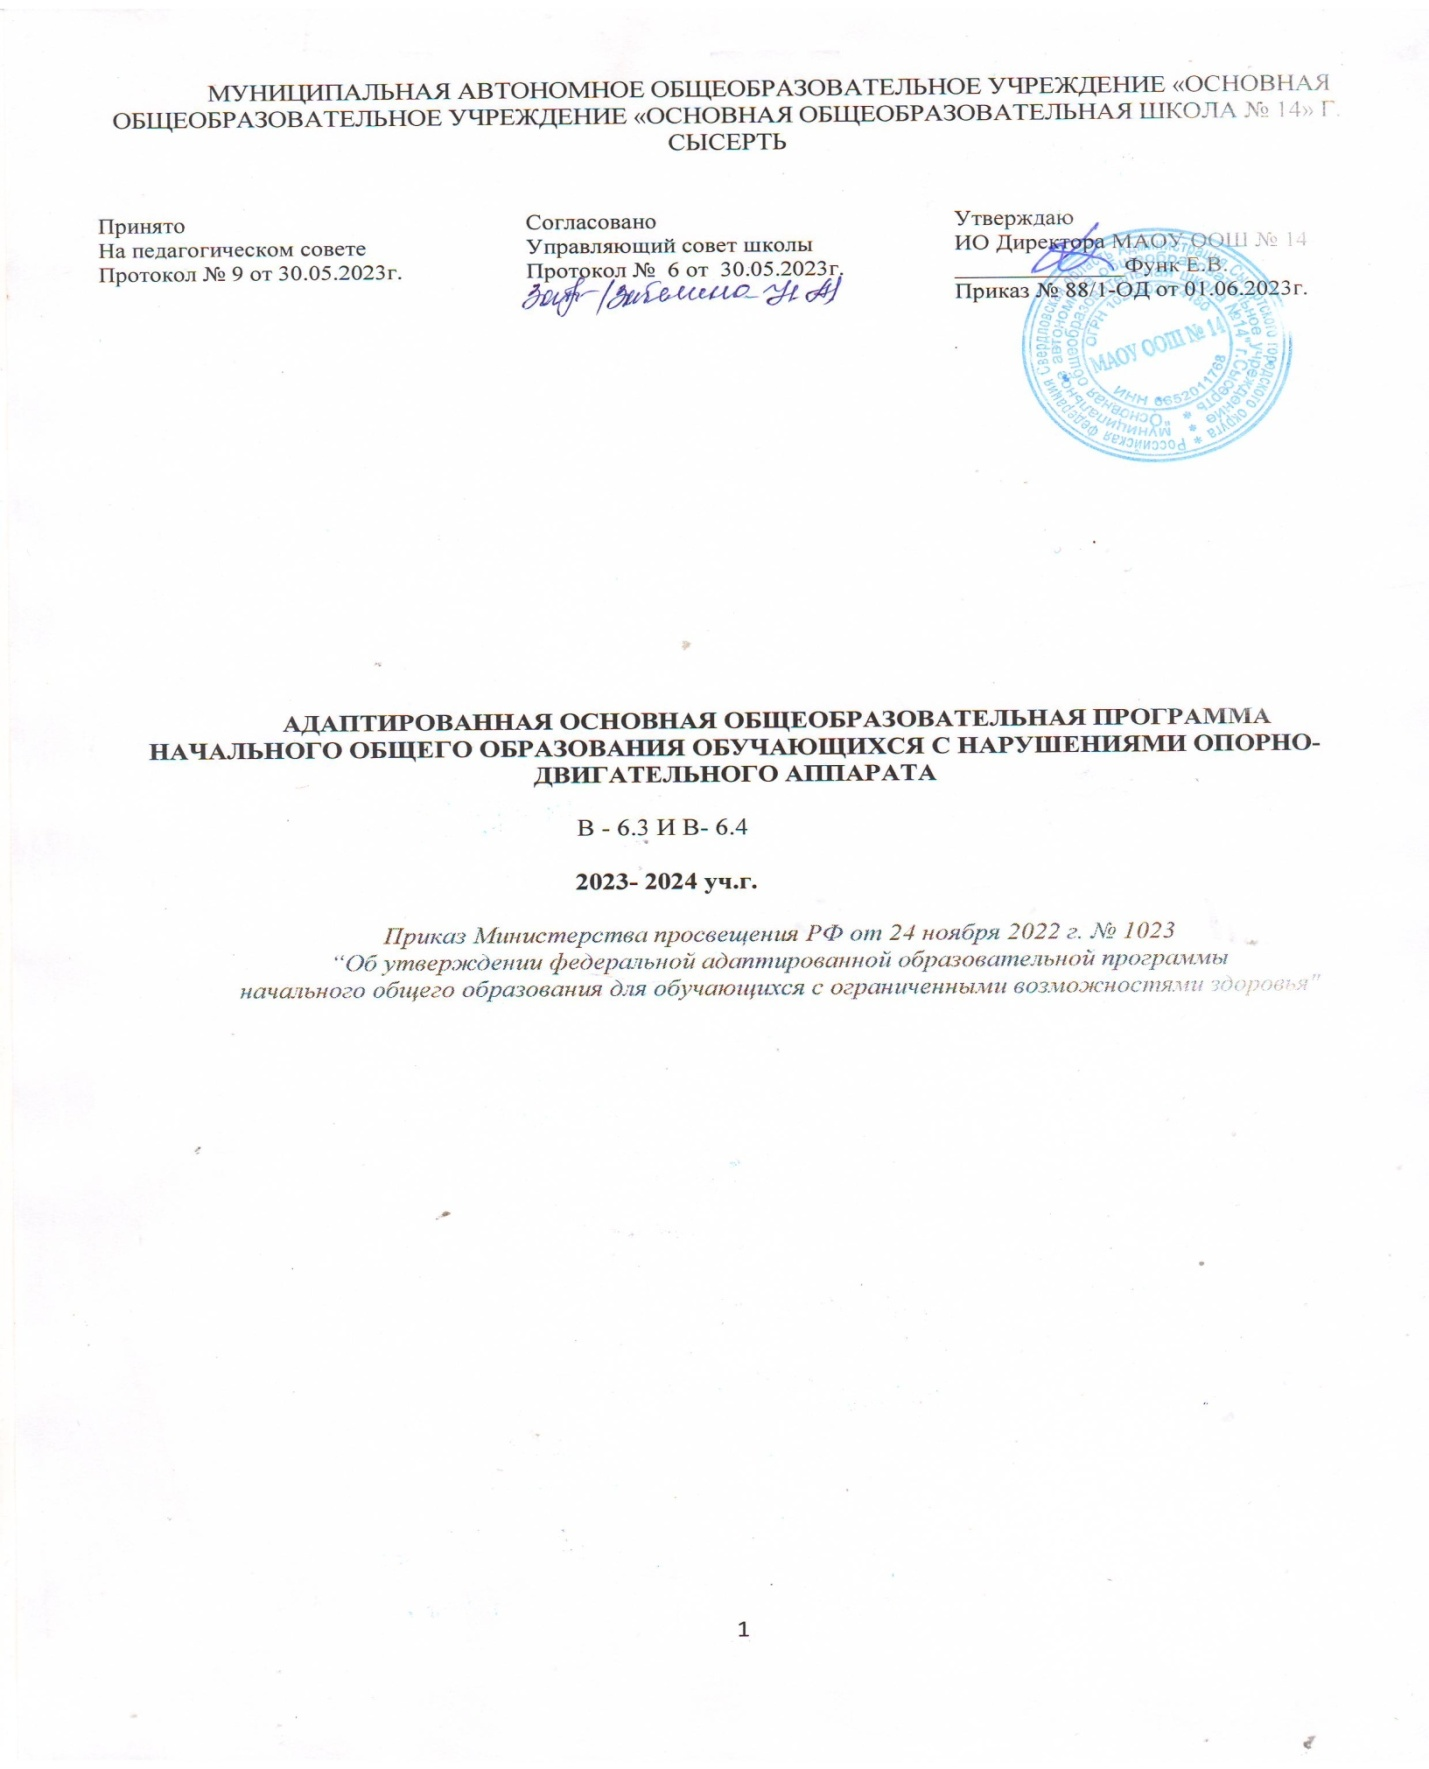 МУНИЦИПАЛЬНАЯ АВТОНОМНОЕ ОБЩЕОБРАЗОВАТЕЛЬНОЕ УЧРЕЖДЕНИЕ «ОСНОВНАЯ
ОБЩЕОБРАЗОВАТЕЛЬНОЕ УЧРЕЖДЕНИЕ «ОСНОВНАЯ ОБЩЕОБРАЗОВАТЕЛЬНАЯ ШКОЛА № 14» Г.
СЫСЕРТЬ
Принято
На педагогическом совете
Протокол № 9 от 30.05.2023г.
Согласовано
Управляющий совет школы
Протокол № 6 от 30.05.2023г.
Утверждаю
ИО Директора МАОУ ООШ № 14
Функ Е.В.
Приказ № 88/1-ОД от 01.06.2023г.
МАОУ ООШ № 14
ИНН 6652011768
АДАПТИРОВАННАЯ ОСНОВНАЯ ОБЩЕОБРАЗОВАТЕЛЬНАЯ ПРОГРАММА
НАЧАЛЬНОГО ОБЩЕГО ОБРАЗОВАНИЯ ОБУЧАЮЩИХСЯ С НАРУШЕНИЯМИ ОПОРНО-
ДВИГАТЕЛЬНОГО АППАРАТА
В - 6.3 И В- 6.4
2023- 2024 уч.г.
Приказ Министерства просвещения РФ от 24 ноября 2022 г. № 1023
“Об утверждении федеральной адаптированной образовательной программы
начального общего образования для обучающихся с ограниченными возможностями здоровья"
1